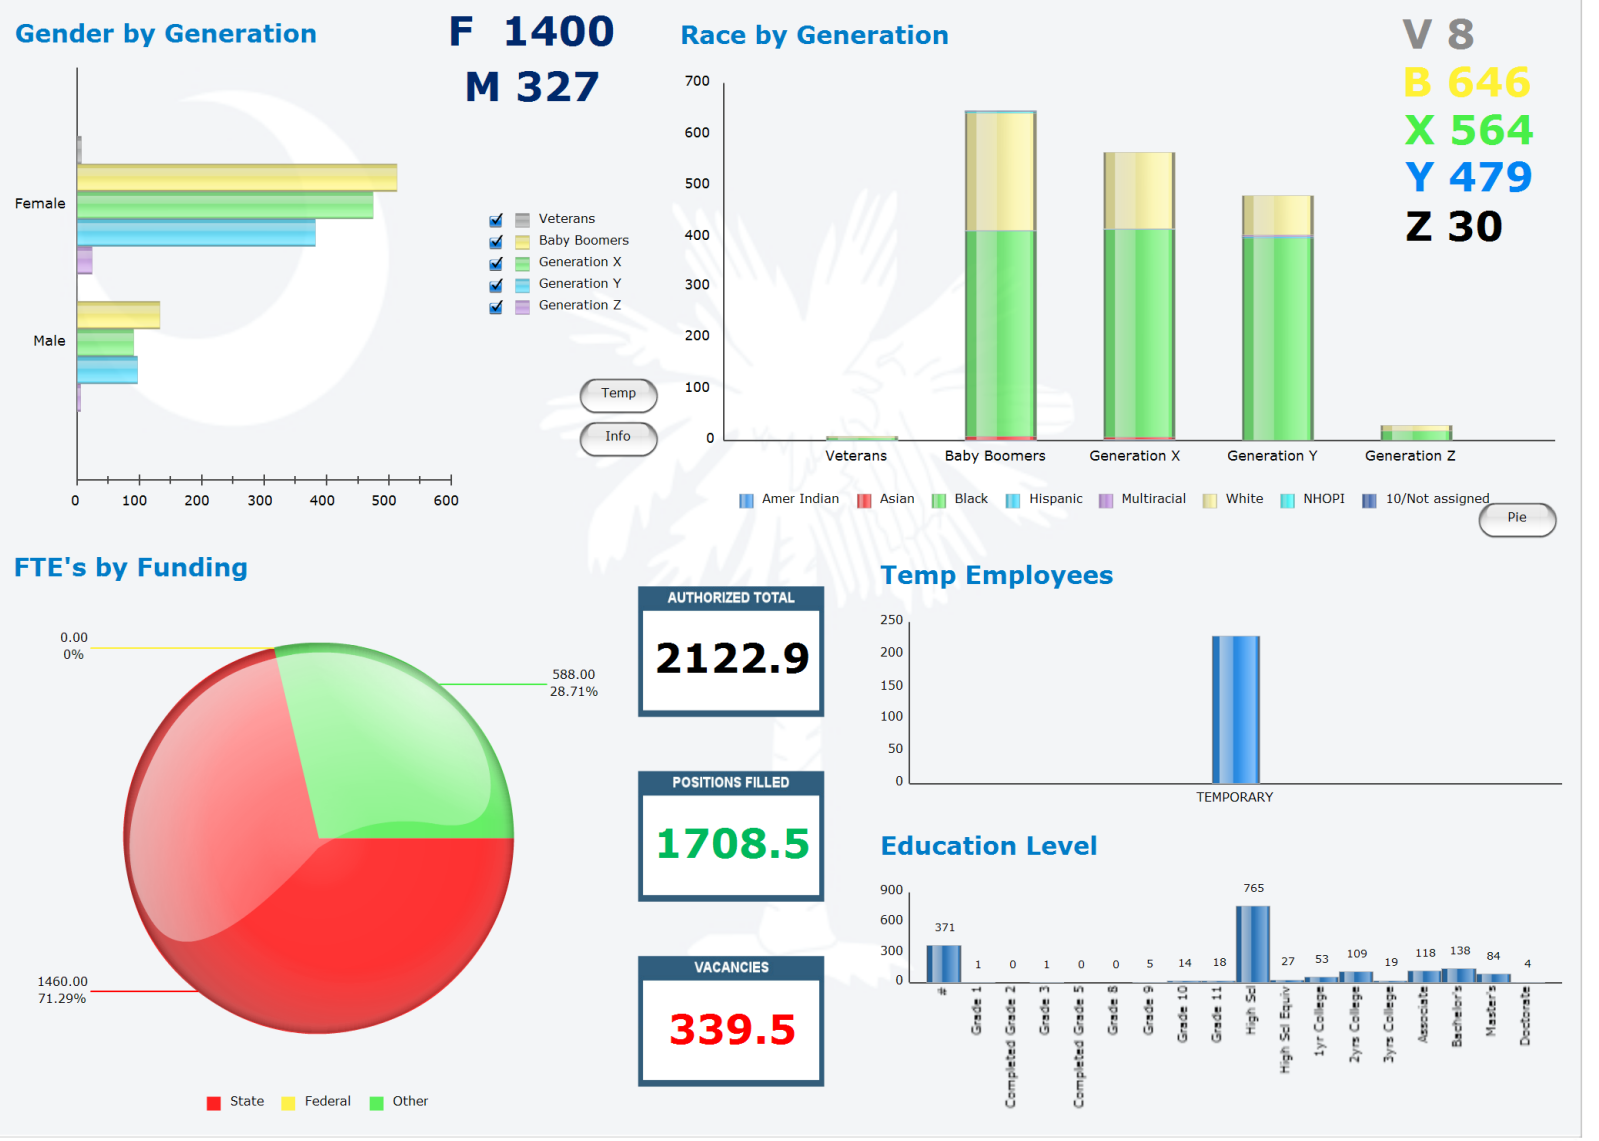 Gender by Generation
F 1400
M 327
Female
Male
0 100 200 300 400 500 600
Veterans
Baby Boomers
Generation X
Generation Y
Generation Z
Temp
Info
Race by Generation
V 8
B 646
X 564
Y 479
Z 30
700
600
500
400
300
200
100
0
Veterans Baby Boomers Generation X Generation Y Generation Z
Amer Indian Asian Black Hispanic Multiracial White NHOPI 10/Not assigned
Pie
FTE's by Funding
0.00
0%
588.00
28.71%
1460.00
71.29%
State Federal Other
AUTHORIZED TOTAL
2122.9
POSITIONS FILLED
1708.5
VACANCIES
339.5
Temp Employees
250
200
150
100
50
0
TEMPORARY
Education Level
900
600
300
0
371 1 0 1 0 0 5 14 18 765 27 53 109 19 118 138 84 4
#
Grade 1
Completed Grade 2
Grade 3
Completed Grade 5
Grade 8
Grade 9
Grade 10
Grade 11
High Scl
High Scl Equiv
1yr College
2yrs College
3yrs College
Associate
Bachelor's
Master's
Doctorate